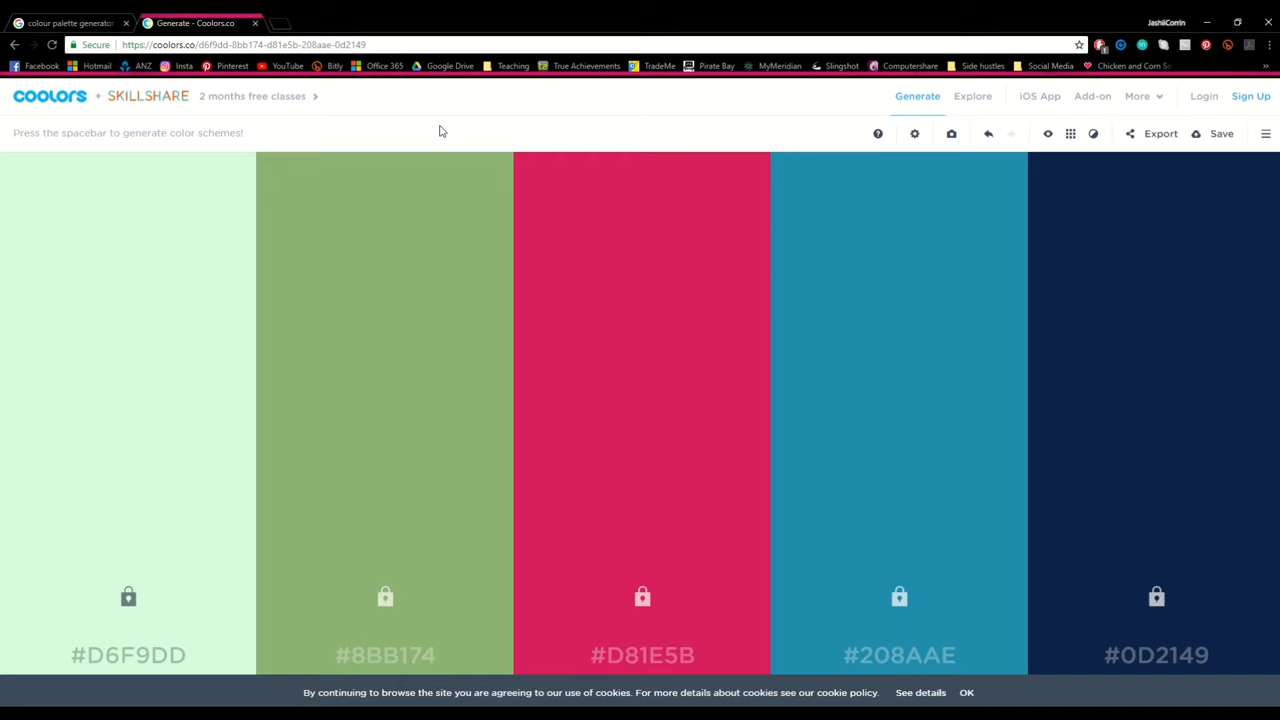 colour palette generator
Generate - Coolors.co
JashiiCorrin
Secure
https://coolors.co/d6f9dd-8bb174-d81e5b-208aae-0d2149
Facebook Hotmail ANZ Insta Pinterest YouTube Bitly Office 365 Google Drive Teaching True Achievements TradeMe Pirate Bay MyMeridian Slingshot Computershare Side hustles Social Media Chicken and Corn So »
coolors + SKILLSHARE 2 months free classes Generate Explore iOS App Add-on More Login Sign Up
Press the spacebar to generate color schemes! Export Save
#D6F9DD #8BB174 #D81E5B #208AAE #0D2149
By continuing to browse the site you are agreeing to our use of cookies. For more details about cookies see our cookie policy. See details OK